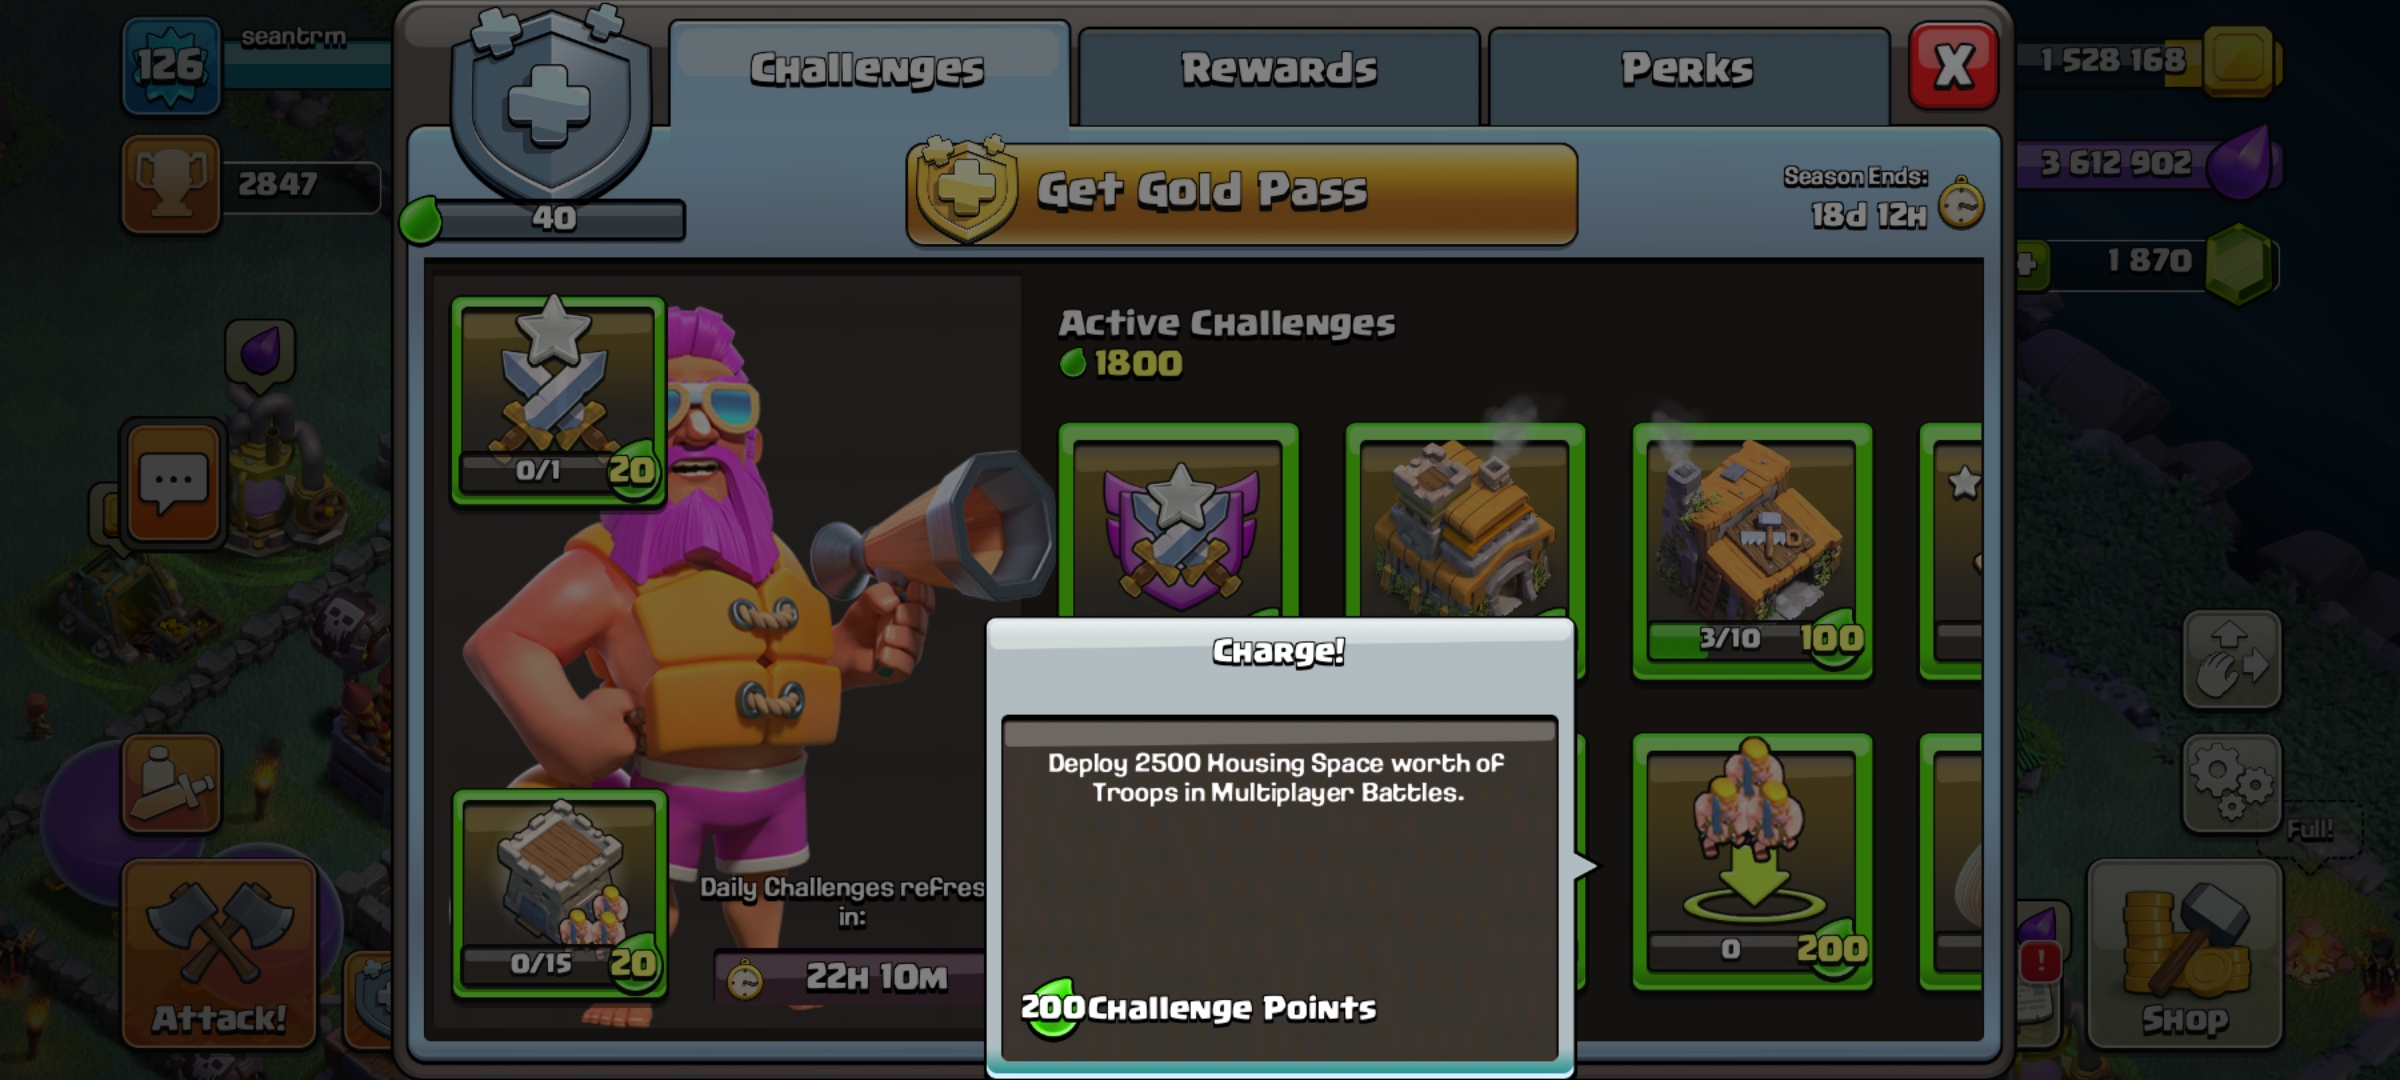 126
seantrm
2847
Challenges
Rewards
Perks
X
1 528 168
3 612 902
1 870
40
Get Gold Pass
Season Ends:
18d 12H
Active Challenges
1800
0/1
20
3/10
100
Charge!
Deploy 2500 Housing Space worth of
Troops in Multiplayer Battles.
200 Challenge Points
0
200
0/15
20
Daily Challenges refres
in:
22H 10M
Attack!
Full!
!
Shop